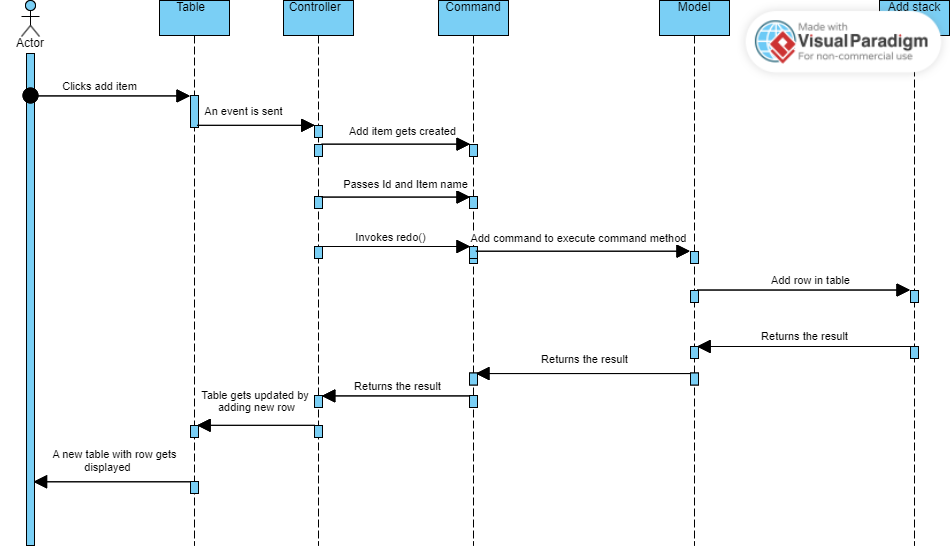 Table
Controller
Command
Model
Add stack
Made with
VisualParadigm
For non-commercial use
Actor
Clicks add item
An event is sent
Add item gets created
Passes Id and Item name
Invokes redo()
Add command to execute command method
Add row in table
Returns the result
Returns the result
Returns the result
Table gets updated by
adding new row
A new table with row gets
displayed